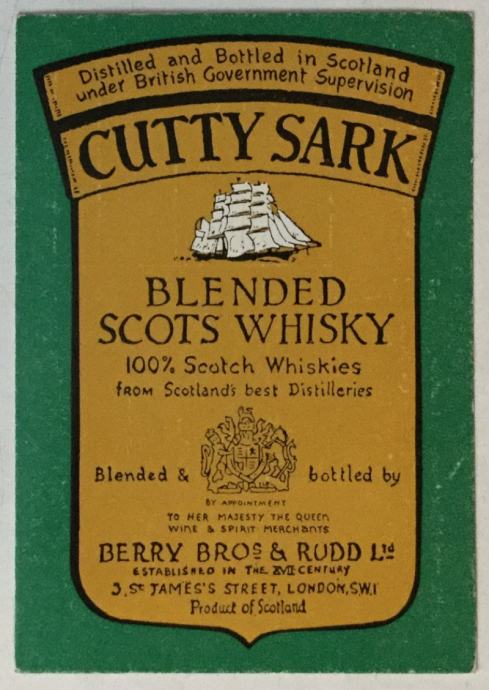 Distilled and Bottled in Scotland
under British Government Supervision
CUTTY SARK
BLENDED
SCOTS WHISKY
100% Scotch Whiskies
FROM Scotland's best Distilleries
Blended & bottled by
BY APPOINTMENT
TO HER MAJESTY THE QUEEN
WINE & SPIRIT MERCHANTS
BERRY BROS & RUDD Ltd
ESTABLISHED IN THE XVII CENTURY
3, St JAMES'S STREET, LONDON, S.W.1
Product of Scotland